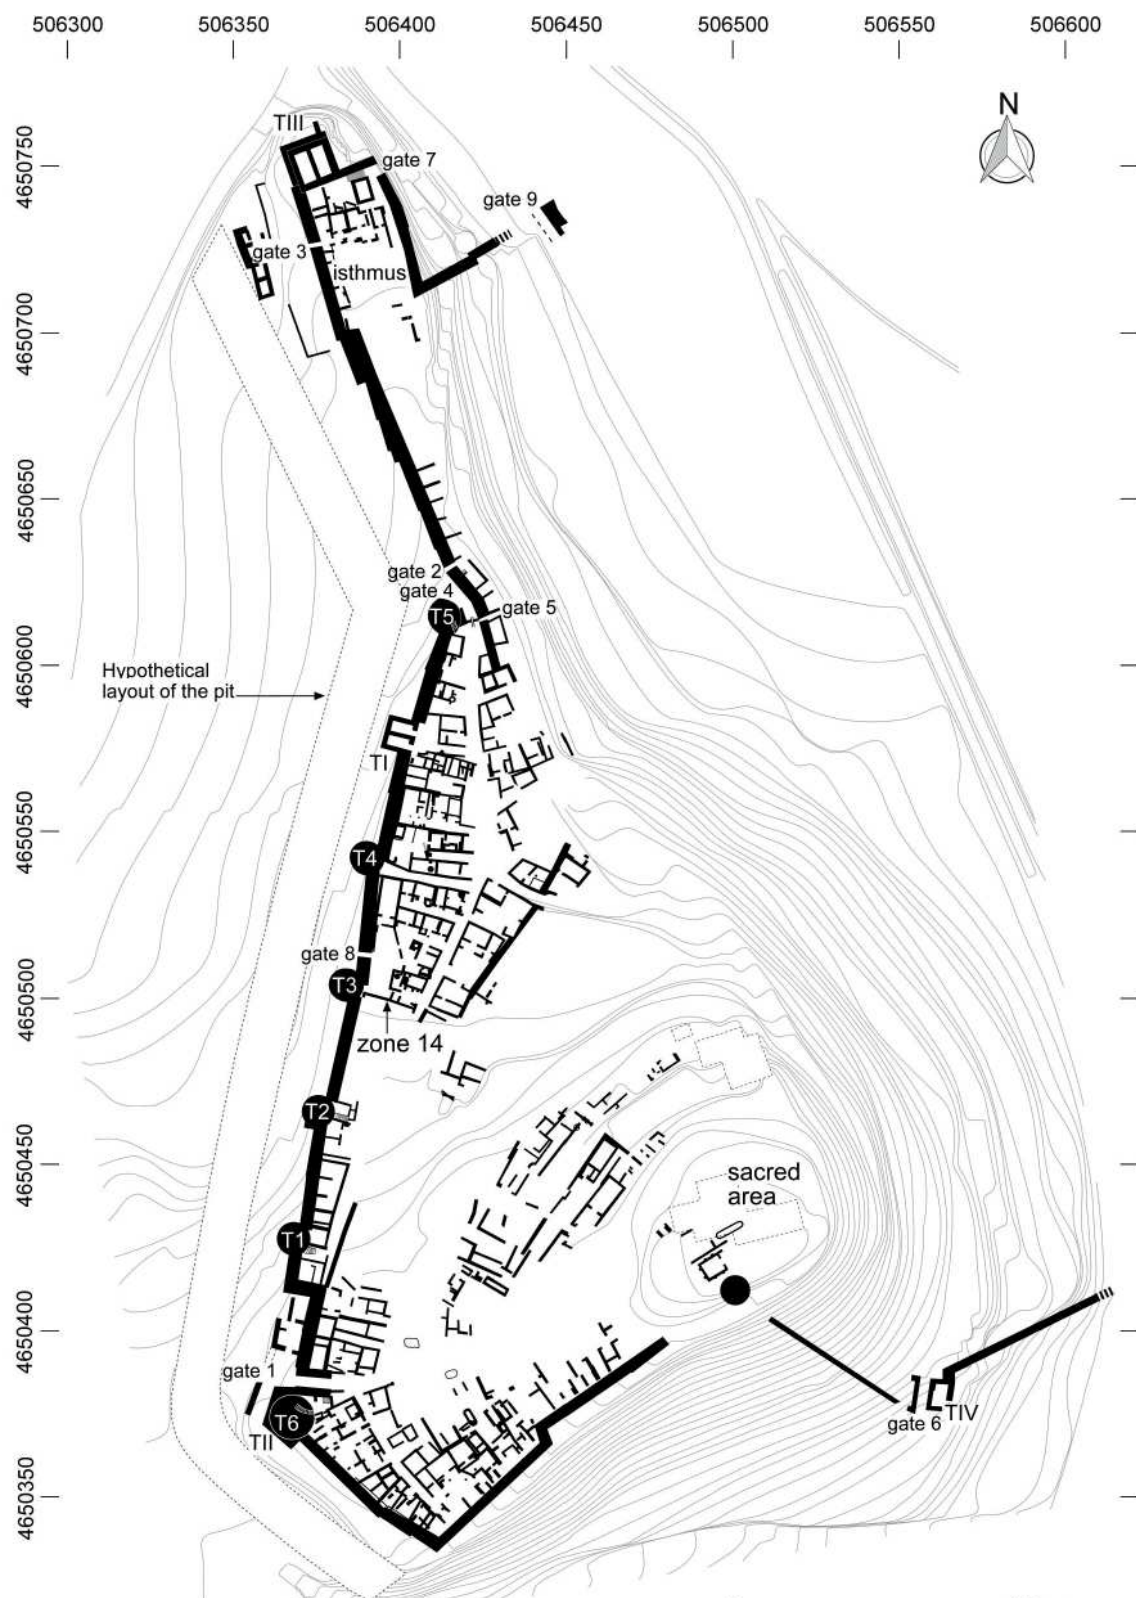 506300 506350 506400 506450 506500 506550 506600
N
TIII
gate 7
4650750
gate 9
gate 3
isthmus
4650700
4650650
gate 2
gate 4
T5
gate 5
4650600
Hypothetical
layout of the pit
TI
4650550
T4
gate 8
T3
4650500
zone 14
T2
4650450
sacred
area
T1
4650400
gate 1
T6
TII
gate 6
TIV
4650350